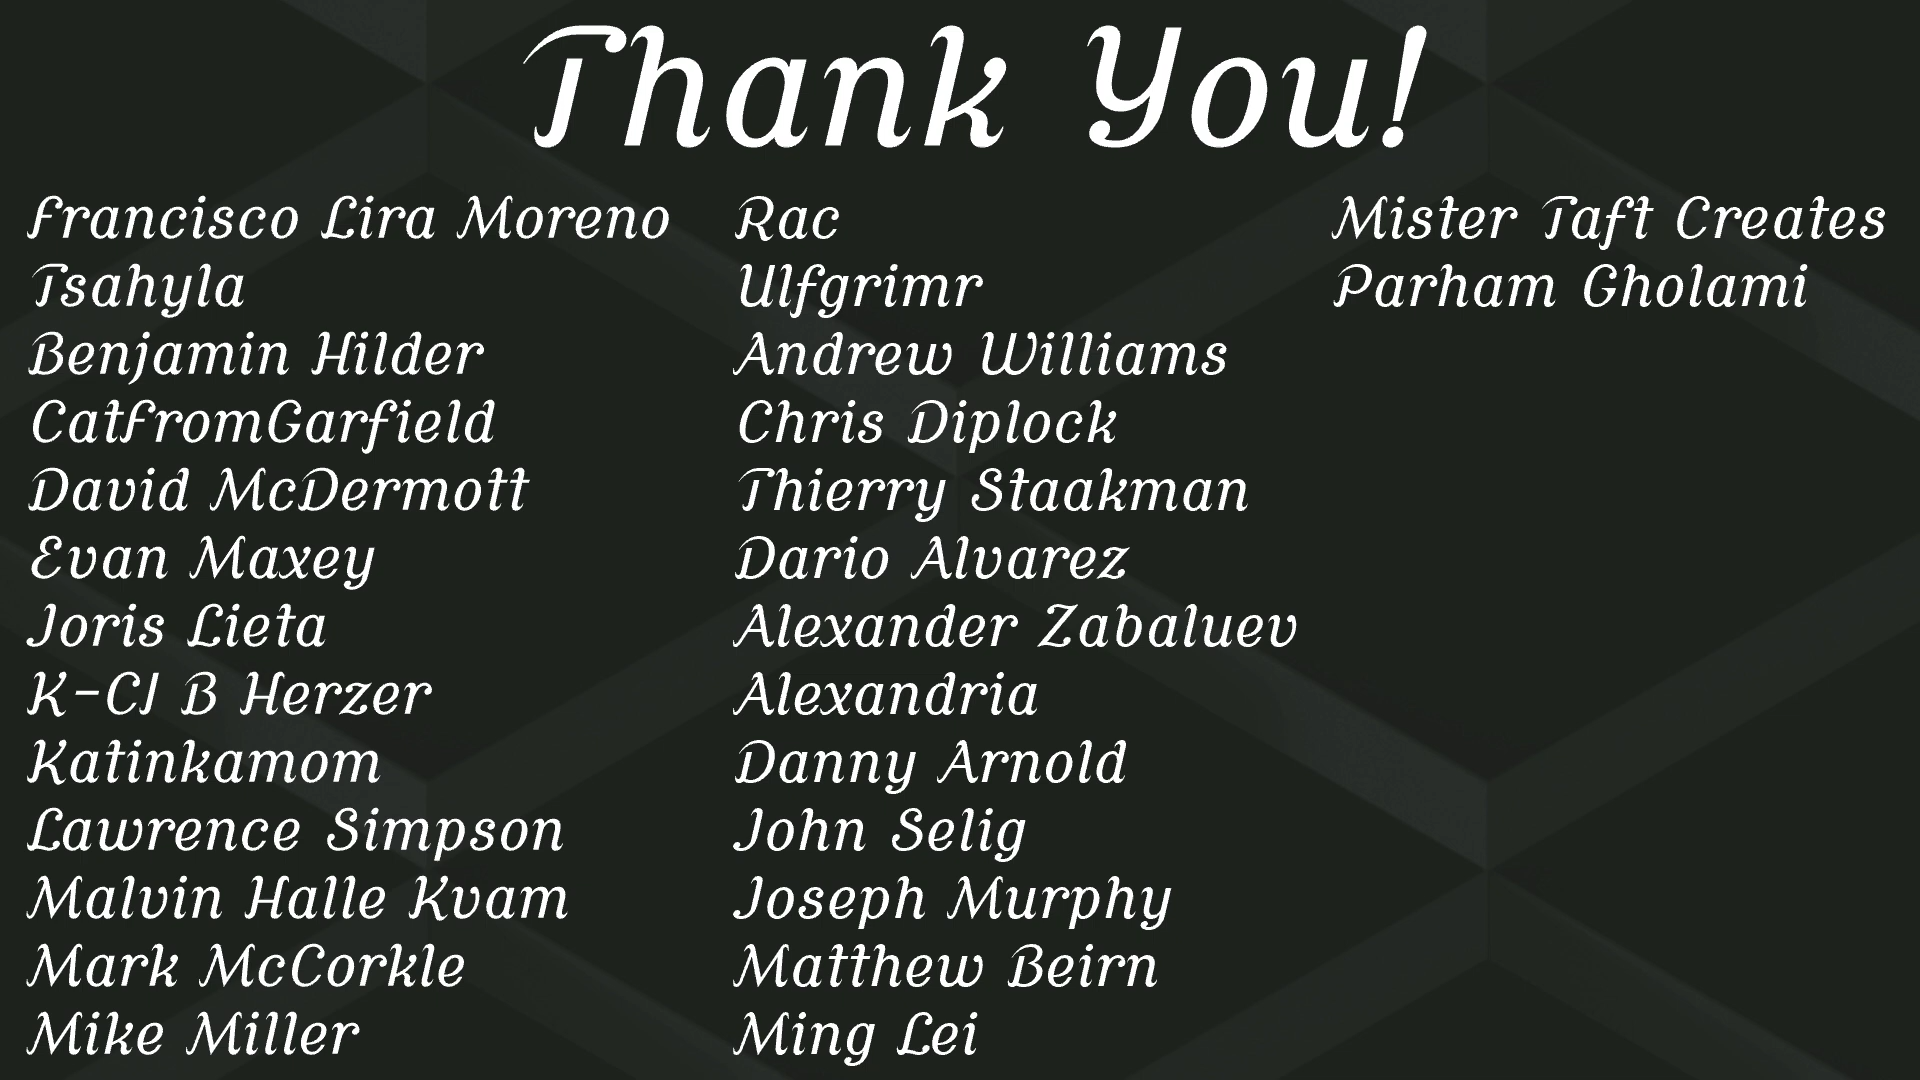 Thank You!
Francisco Lira Moreno
Tsahyla
Benjamin Hilder
CatFromGarfield
David McDermott
Evan Maxey
Joris Lieta
K-CJ B Herzer
Katinkamom
Lawrence Simpson
Malvin Halle Kvam
Mark McCorkle
Mike Miller
Rac
Ulfgrimr
Andrew Williams
Chris Diplock
Thierry Staakman
Dario Alvarez
Alexander Zabaluev
Alexandria
Danny Arnold
John Selig
Joseph Murphy
Matthew Beirn
Ming Lei
Mister Taft Creates
Parham Gholami